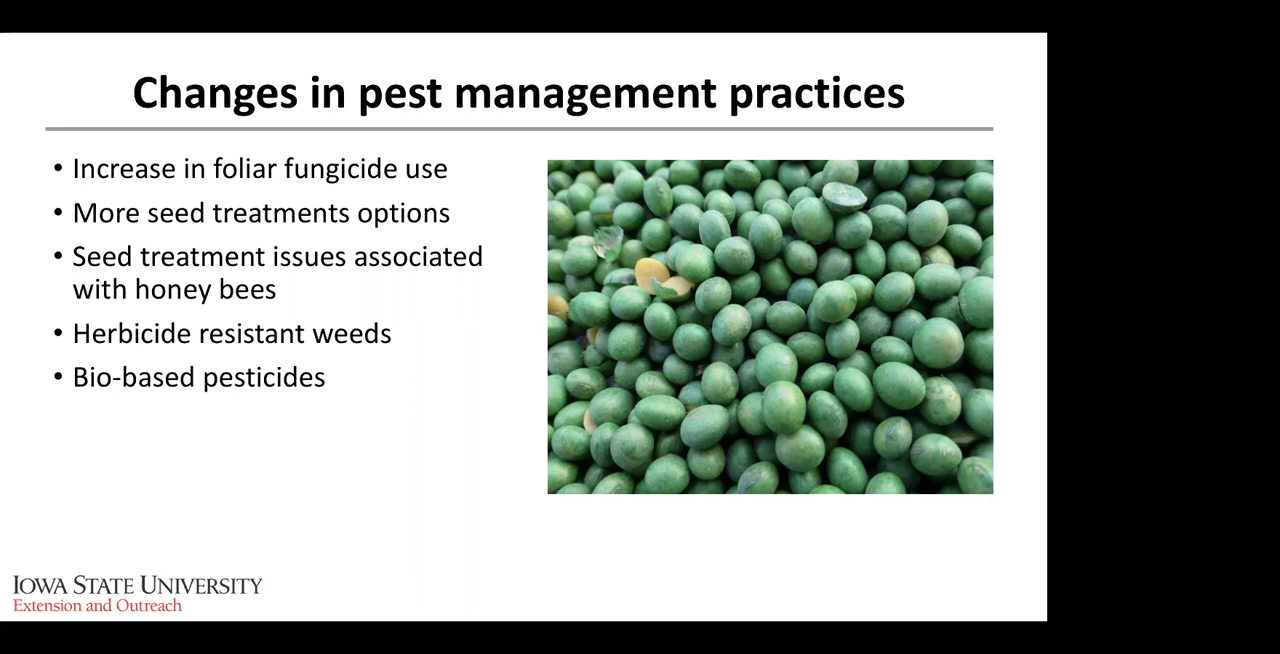 Changes in pest management practices
• Increase in foliar fungicide use
• More seed treatments options
• Seed treatment issues associated
with honey bees
• Herbicide resistant weeds
• Bio-based pesticides
IOWA STATE UNIVERSITY
Extension and Outreach